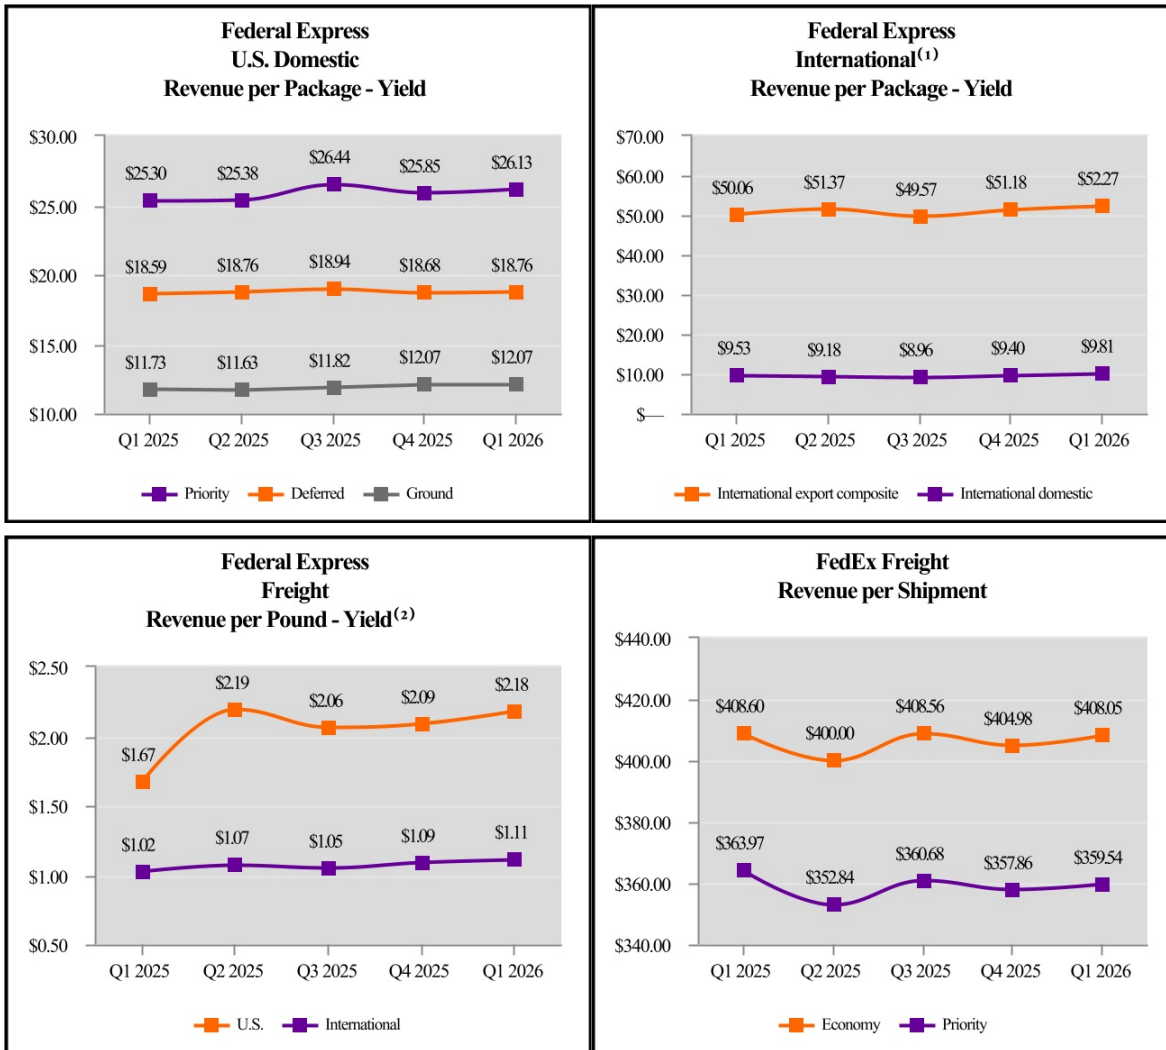 Federal Express
U.S. Domestic
Revenue per Package - Yield
$30.00
$25.00
$20.00
$15.00
$10.00
$25.30 $25.38 $26.44 $25.85 $26.13
$18.59 $18.76 $18.94 $18.68 $18.76
$11.73 $11.63 $11.82 $12.07 $12.07
Q1 2025 Q2 2025 Q3 2025 Q4 2025 Q1 2026
Priority Deferred Ground
Federal Express
International⁽¹⁾
Revenue per Package - Yield
$70.00
$60.00
$50.00
$40.00
$30.00
$20.00
$10.00
$—
$50.06 $51.37 $49.57 $51.18 $52.27
$9.53 $9.18 $8.96 $9.40 $9.81
Q1 2025 Q2 2025 Q3 2025 Q4 2025 Q1 2026
International export composite International domestic
Federal Express
Freight
Revenue per Pound - Yield⁽²⁾
$2.50
$2.00
$1.50
$1.00
$0.50
$1.67 $2.19 $2.06 $2.09 $2.18
$1.02 $1.07 $1.05 $1.09 $1.11
Q1 2025 Q2 2025 Q3 2025 Q4 2025 Q1 2026
U.S. International
FedEx Freight
Revenue per Shipment
$440.00
$420.00
$400.00
$380.00
$360.00
$340.00
$408.60 $400.00 $408.56 $404.98 $408.05
$363.97 $352.84 $360.68 $357.86 $359.54
Q1 2025 Q2 2025 Q3 2025 Q4 2025 Q1 2026
Economy Priority